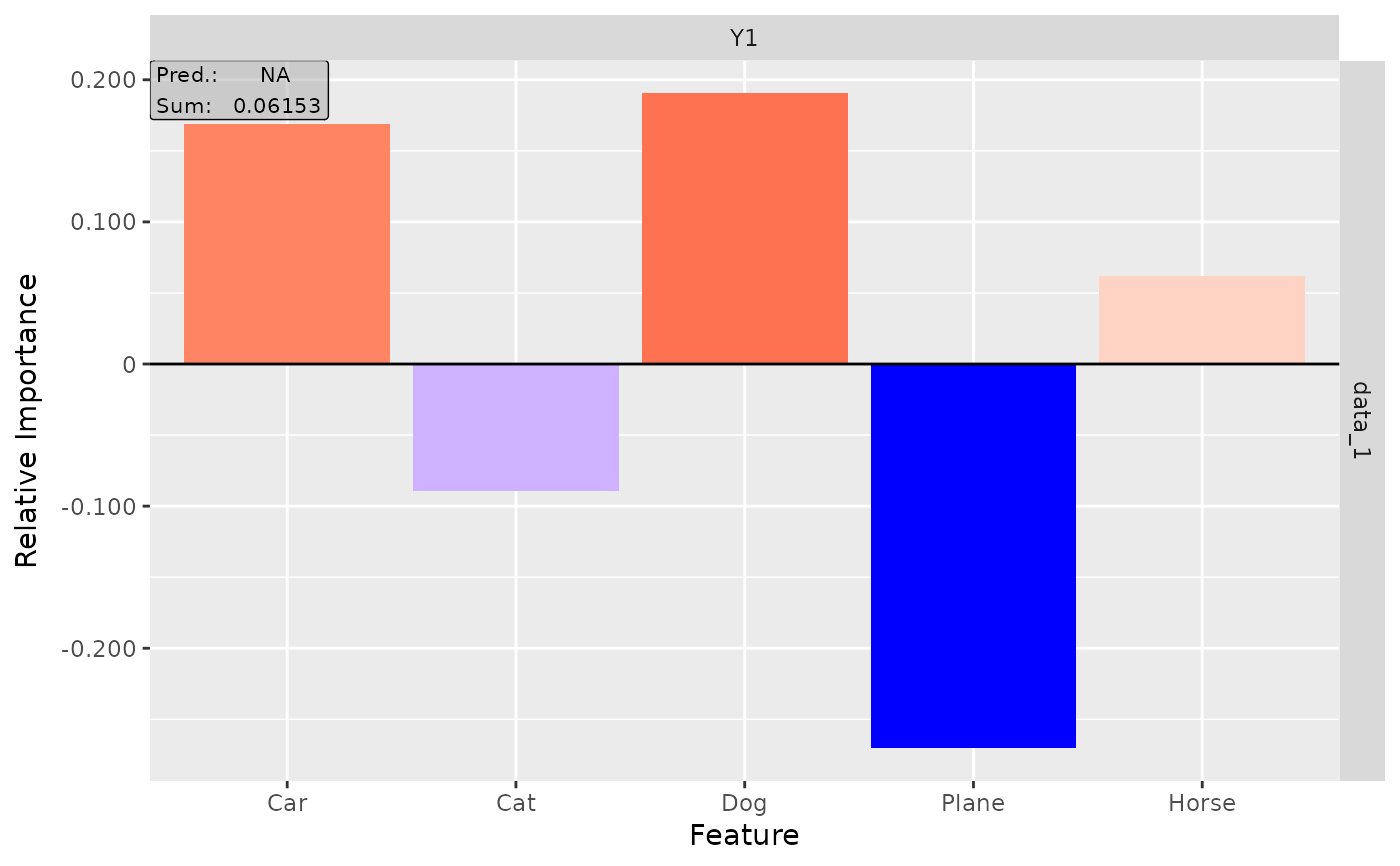 Y1
Pred.: NA
Sum: 0.06153
0.200
0.100
0
-0.100
-0.200
Relative Importance
data_1
Car Cat Dog Plane Horse
Feature